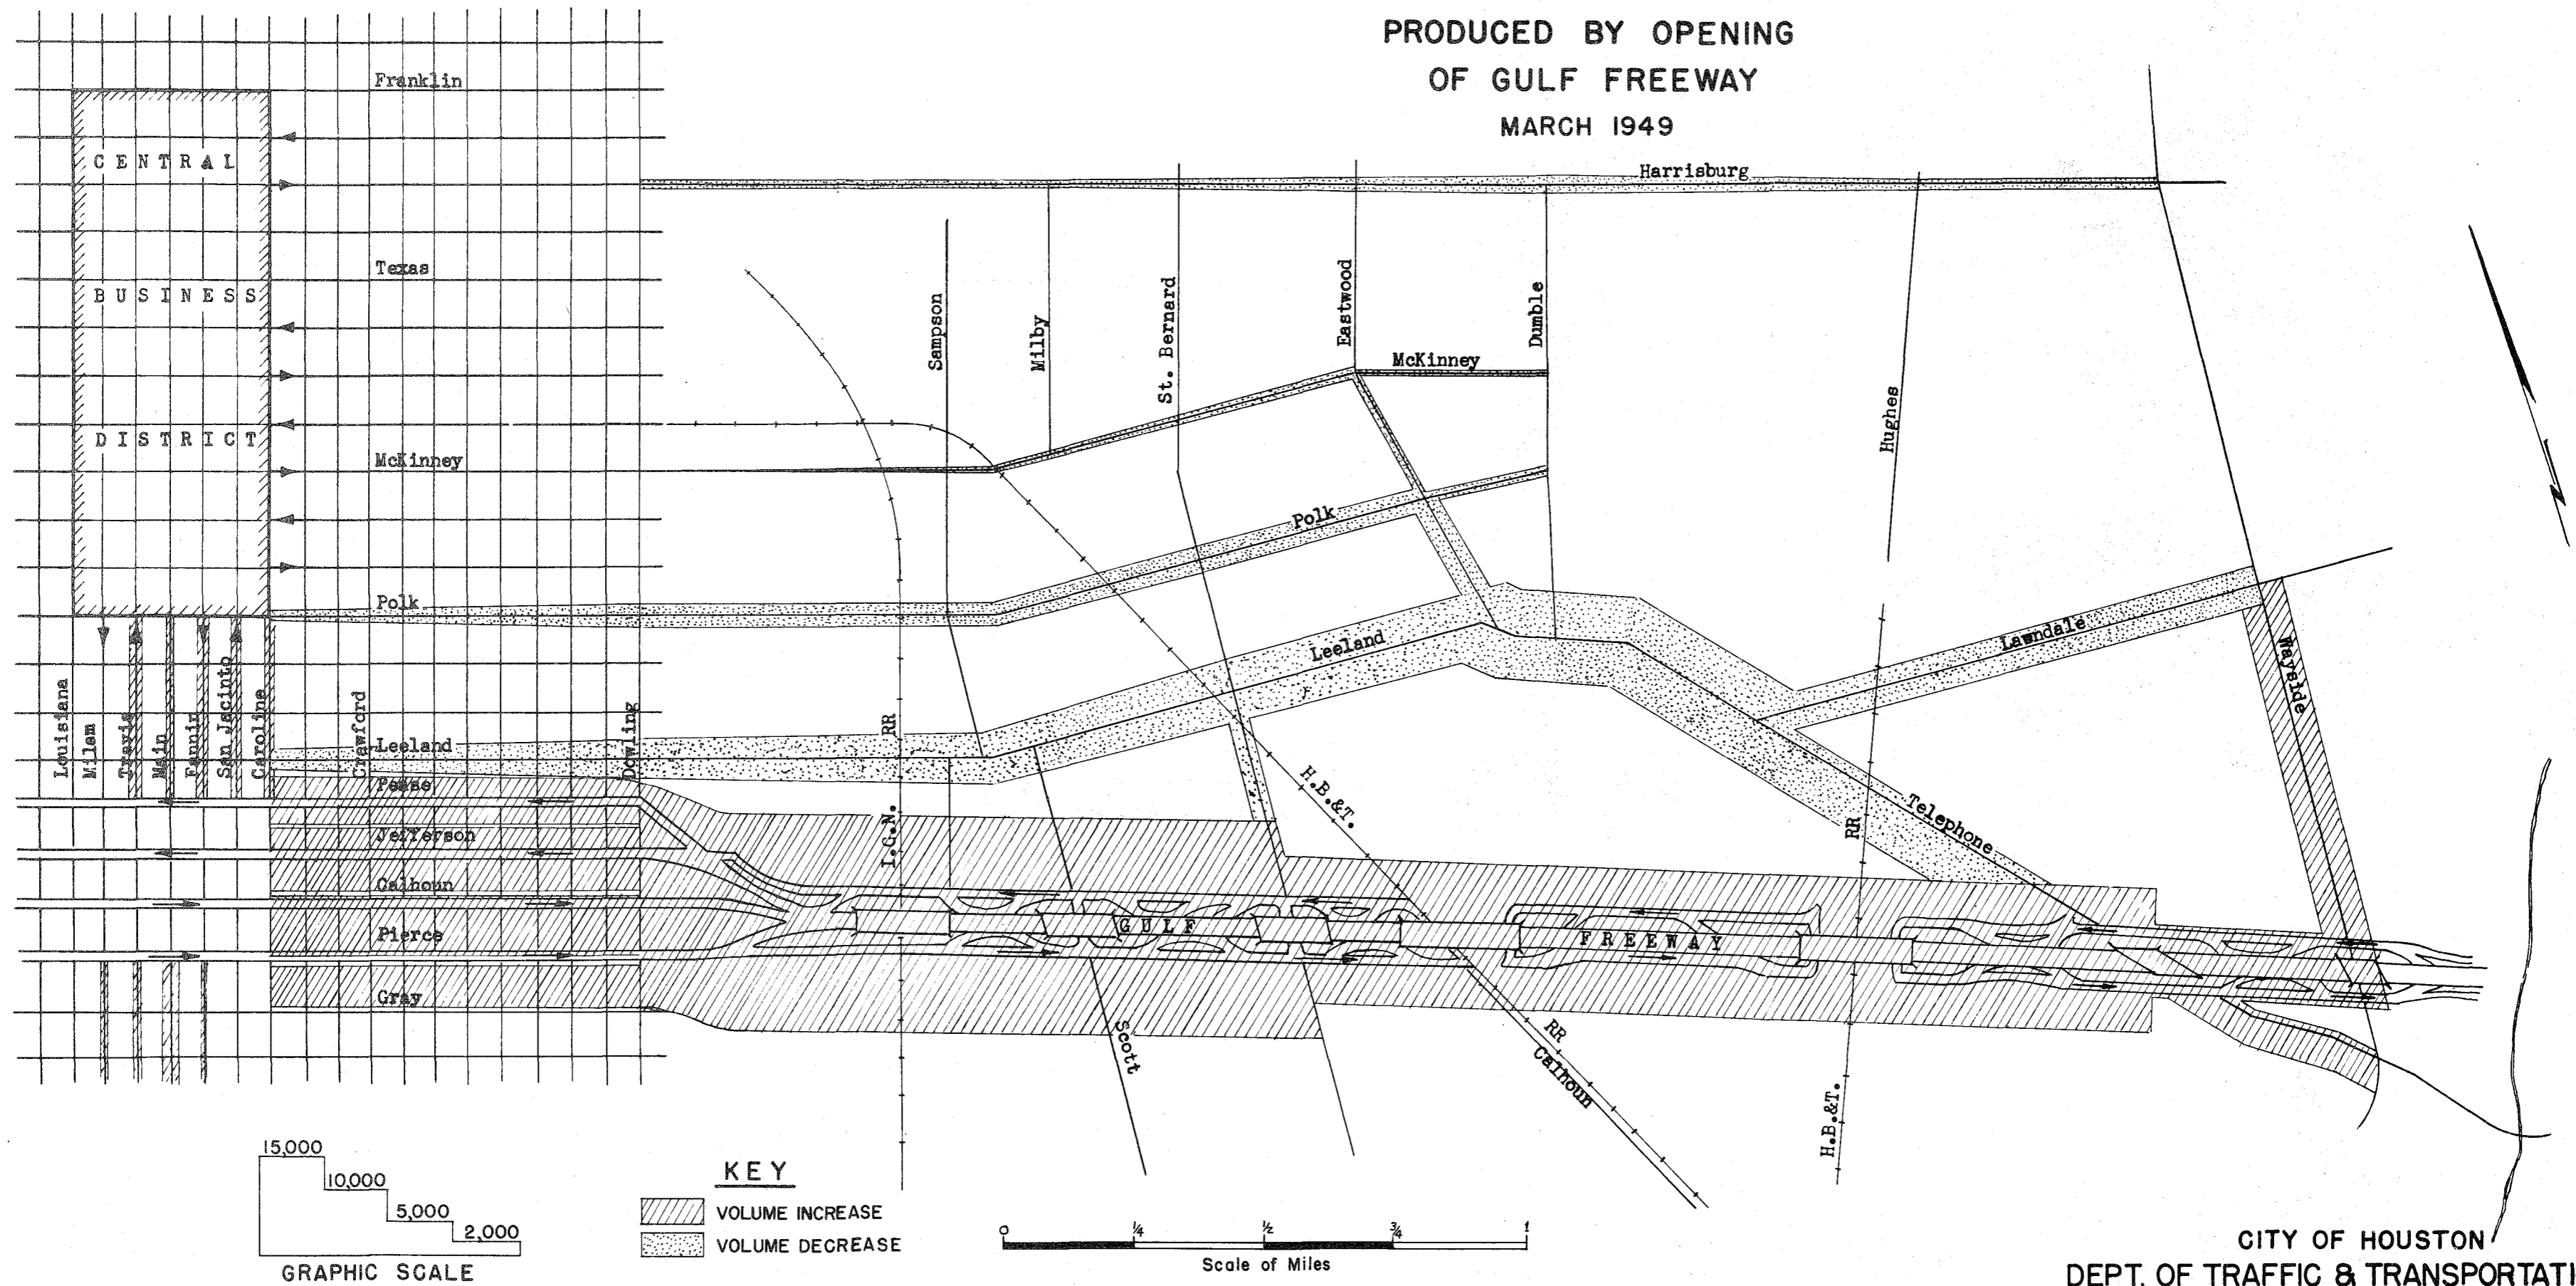 PRODUCED BY OPENING
OF GULF FREEWAY
MARCH 1949
Franklin
CENTRAL
Harrisburg
Texas
BUSINESS
Sampson
Milby
St. Bernard
Eastwood
Dumble
McKinney
Hughes
DISTRICT
McKinney
Polk
Polk
Leeland
Lawndale
Wayside
Louisiana
Milam
Travis
Main
Fannin
San Jacinto
Caroline
Crawford
Dowling
Leeland
RR
Pease
H.B.&T.
Telephone
RR
Jefferson
I.G.N.
Calhoun
GULF
FREEWAY
Pierce
Gray
Scott
RR
Calhoun
H.B.&T.
N
15,000
10,000
5,000
2,000
GRAPHIC SCALE
KEY
VOLUME INCREASE
VOLUME DECREASE
0 1/4 1/2 3/4 1
Scale of Miles
CITY OF HOUSTON
DEPT. OF TRAFFIC & TRANSPORTATI